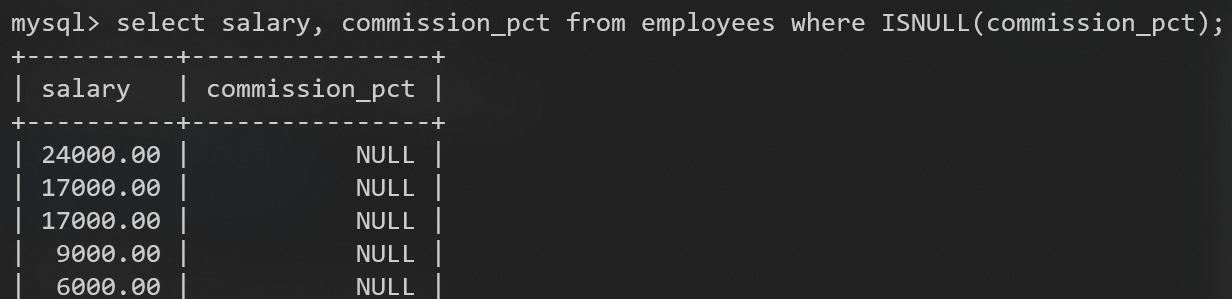 mysql> select salary, commission_pct from employees where ISNULL(commission_pct);
+----------+----------------+
| salary   | commission_pct |
+----------+----------------+
| 24000.00 |           NULL |
| 17000.00 |           NULL |
| 17000.00 |           NULL |
|  9000.00 |           NULL |
|  6000.00 |           NULL |